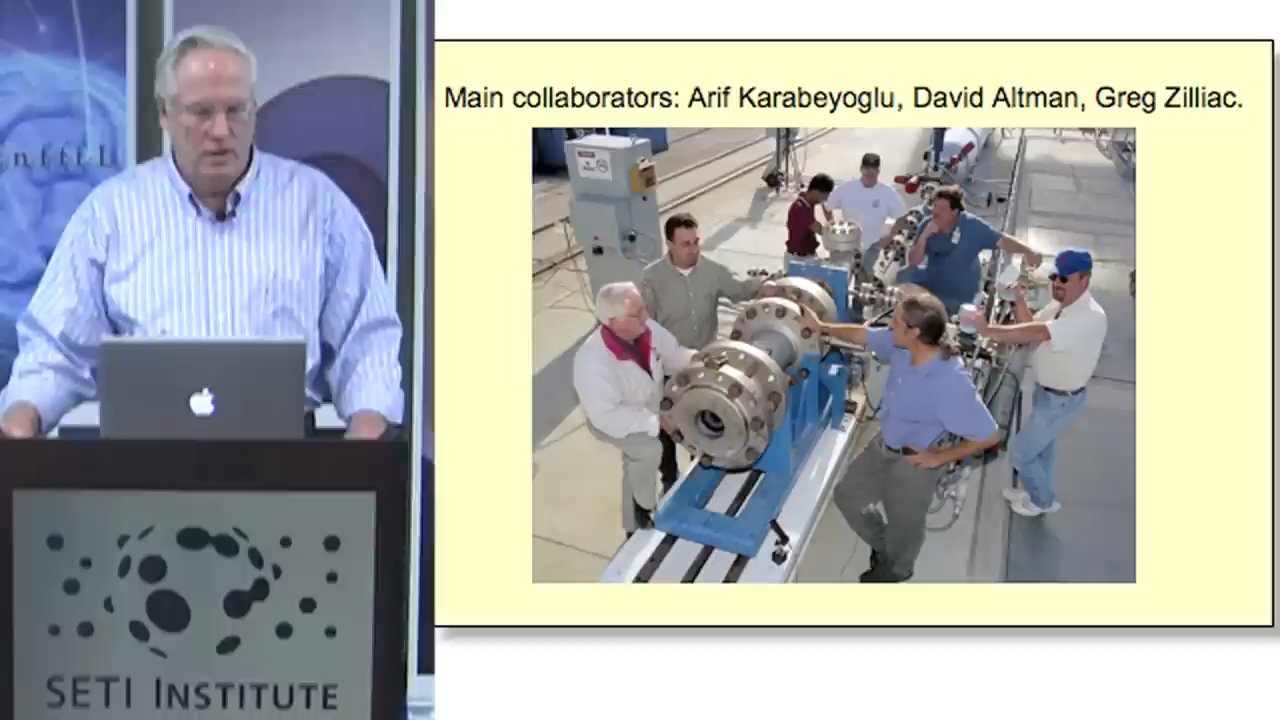 Main collaborators: Arif Karabeyoglu, David Altman, Greg Zilliac.
SETI INSTITUTE